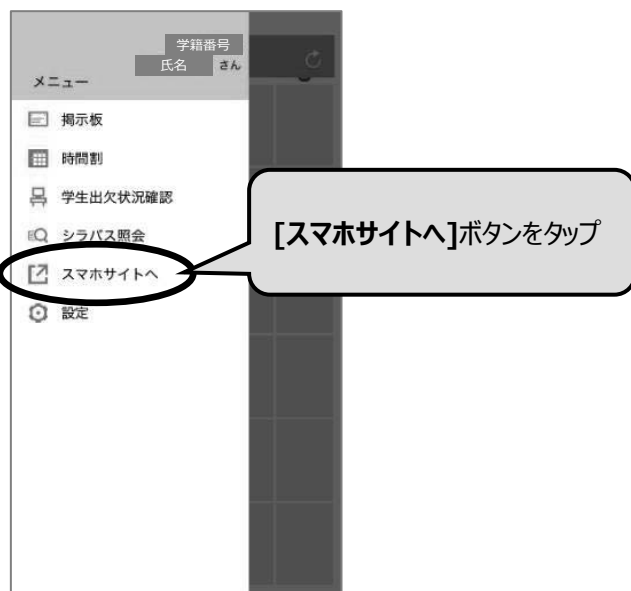 学籍番号
氏名 さん
メニュー
掲示板
時間割
学生出欠状況確認
シラバス照会
スマホサイトへ
[スマホサイトへ]ボタンをタップ
設定